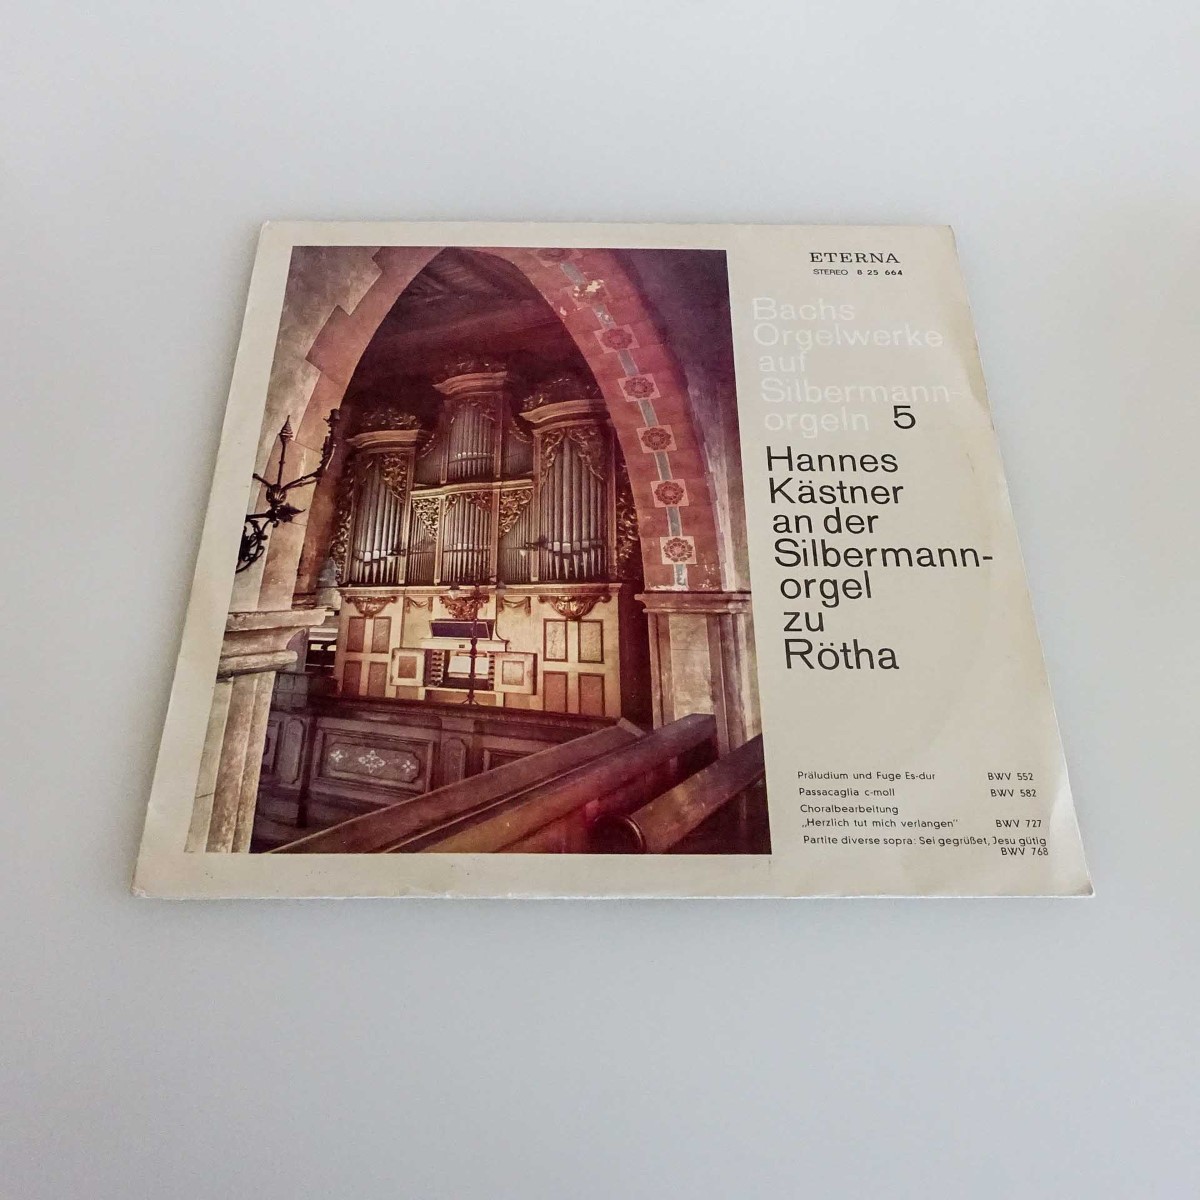 ETERNA
STEREO 8 25 664
Bachs
Orgelwerke
auf
Silbermann-
orgeln 5
Hannes
Kästner
an der
Silbermann-
orgel
zu
Rötha
Präludium und Fuge Es-dur BWV 552
Passacaglia c-moll BWV 582
Choralbearbeitung
„Herzlich tut mich verlangen“ BWV 727
Partite diverse sopra: Sei gegrüßet, Jesu gütig
BWV 768